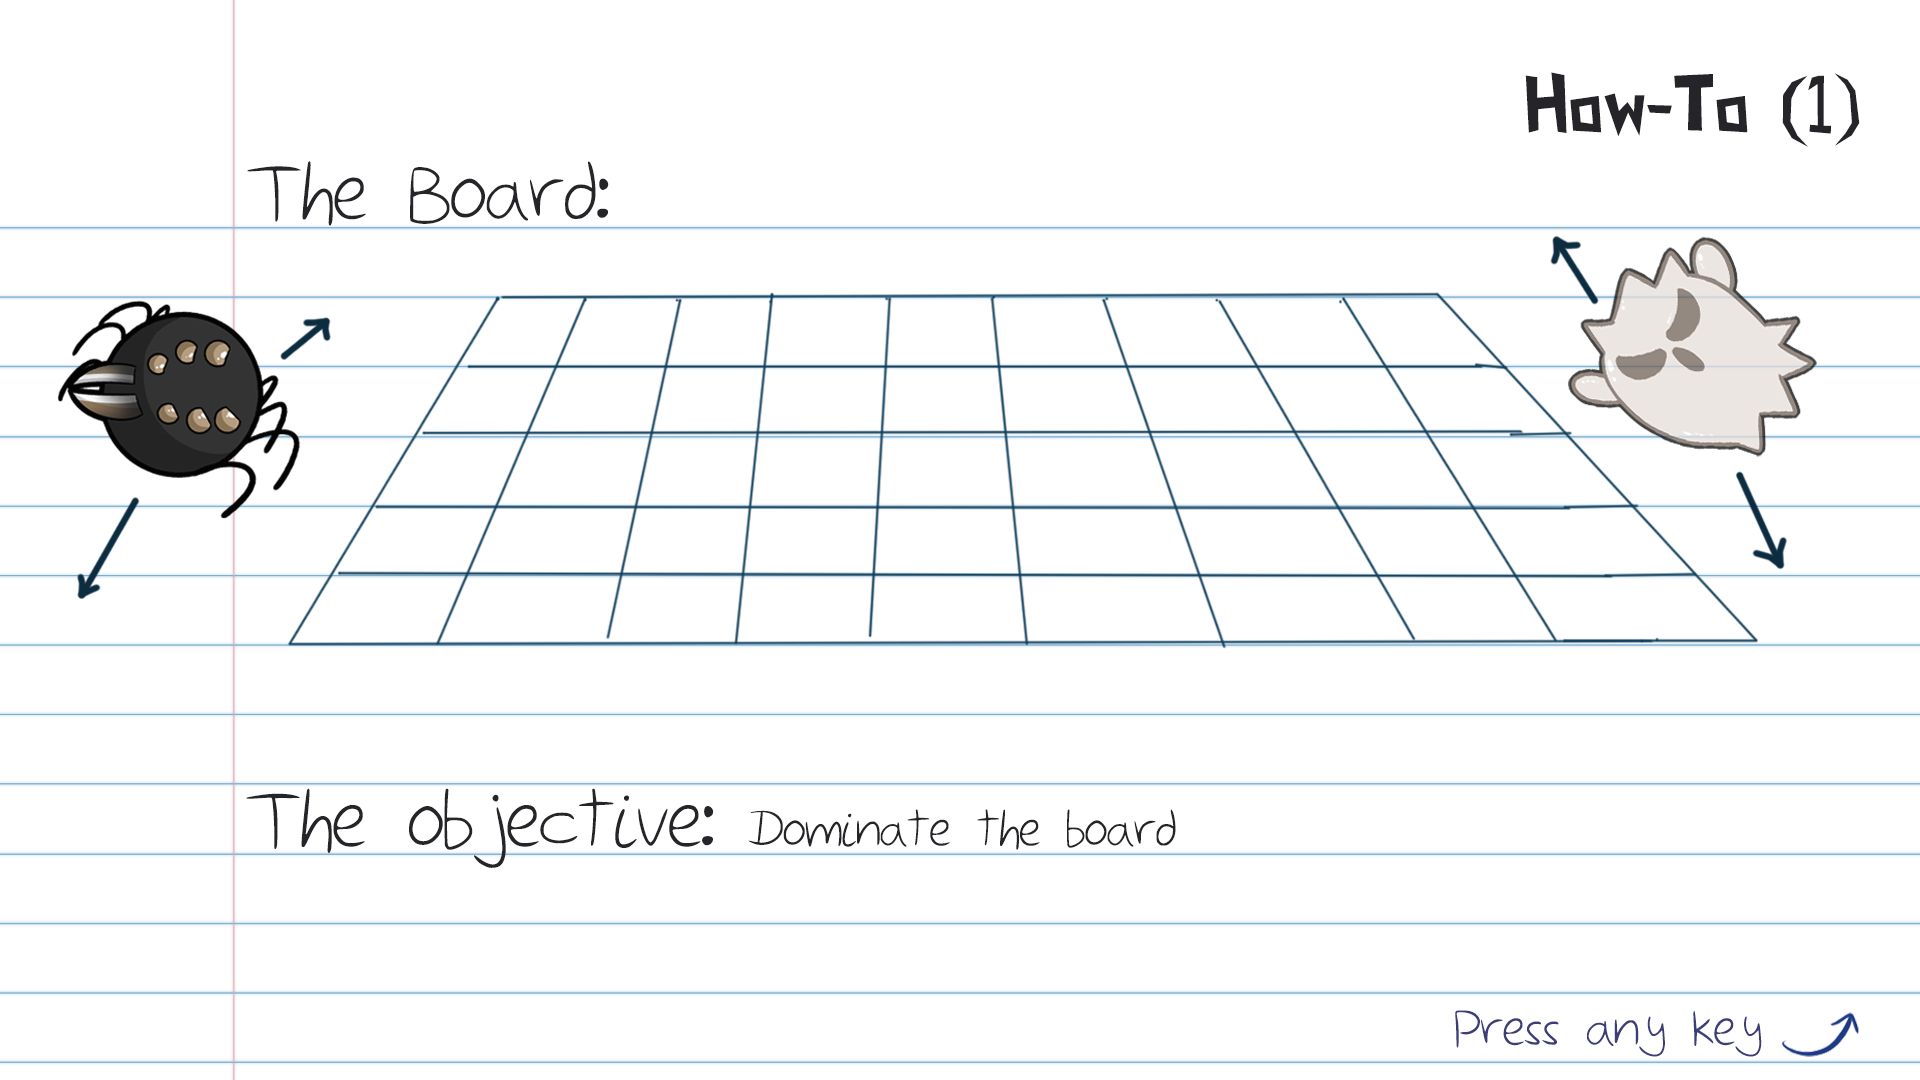 How-To (1)
The Board:
The objective: Dominate the board
Press any key